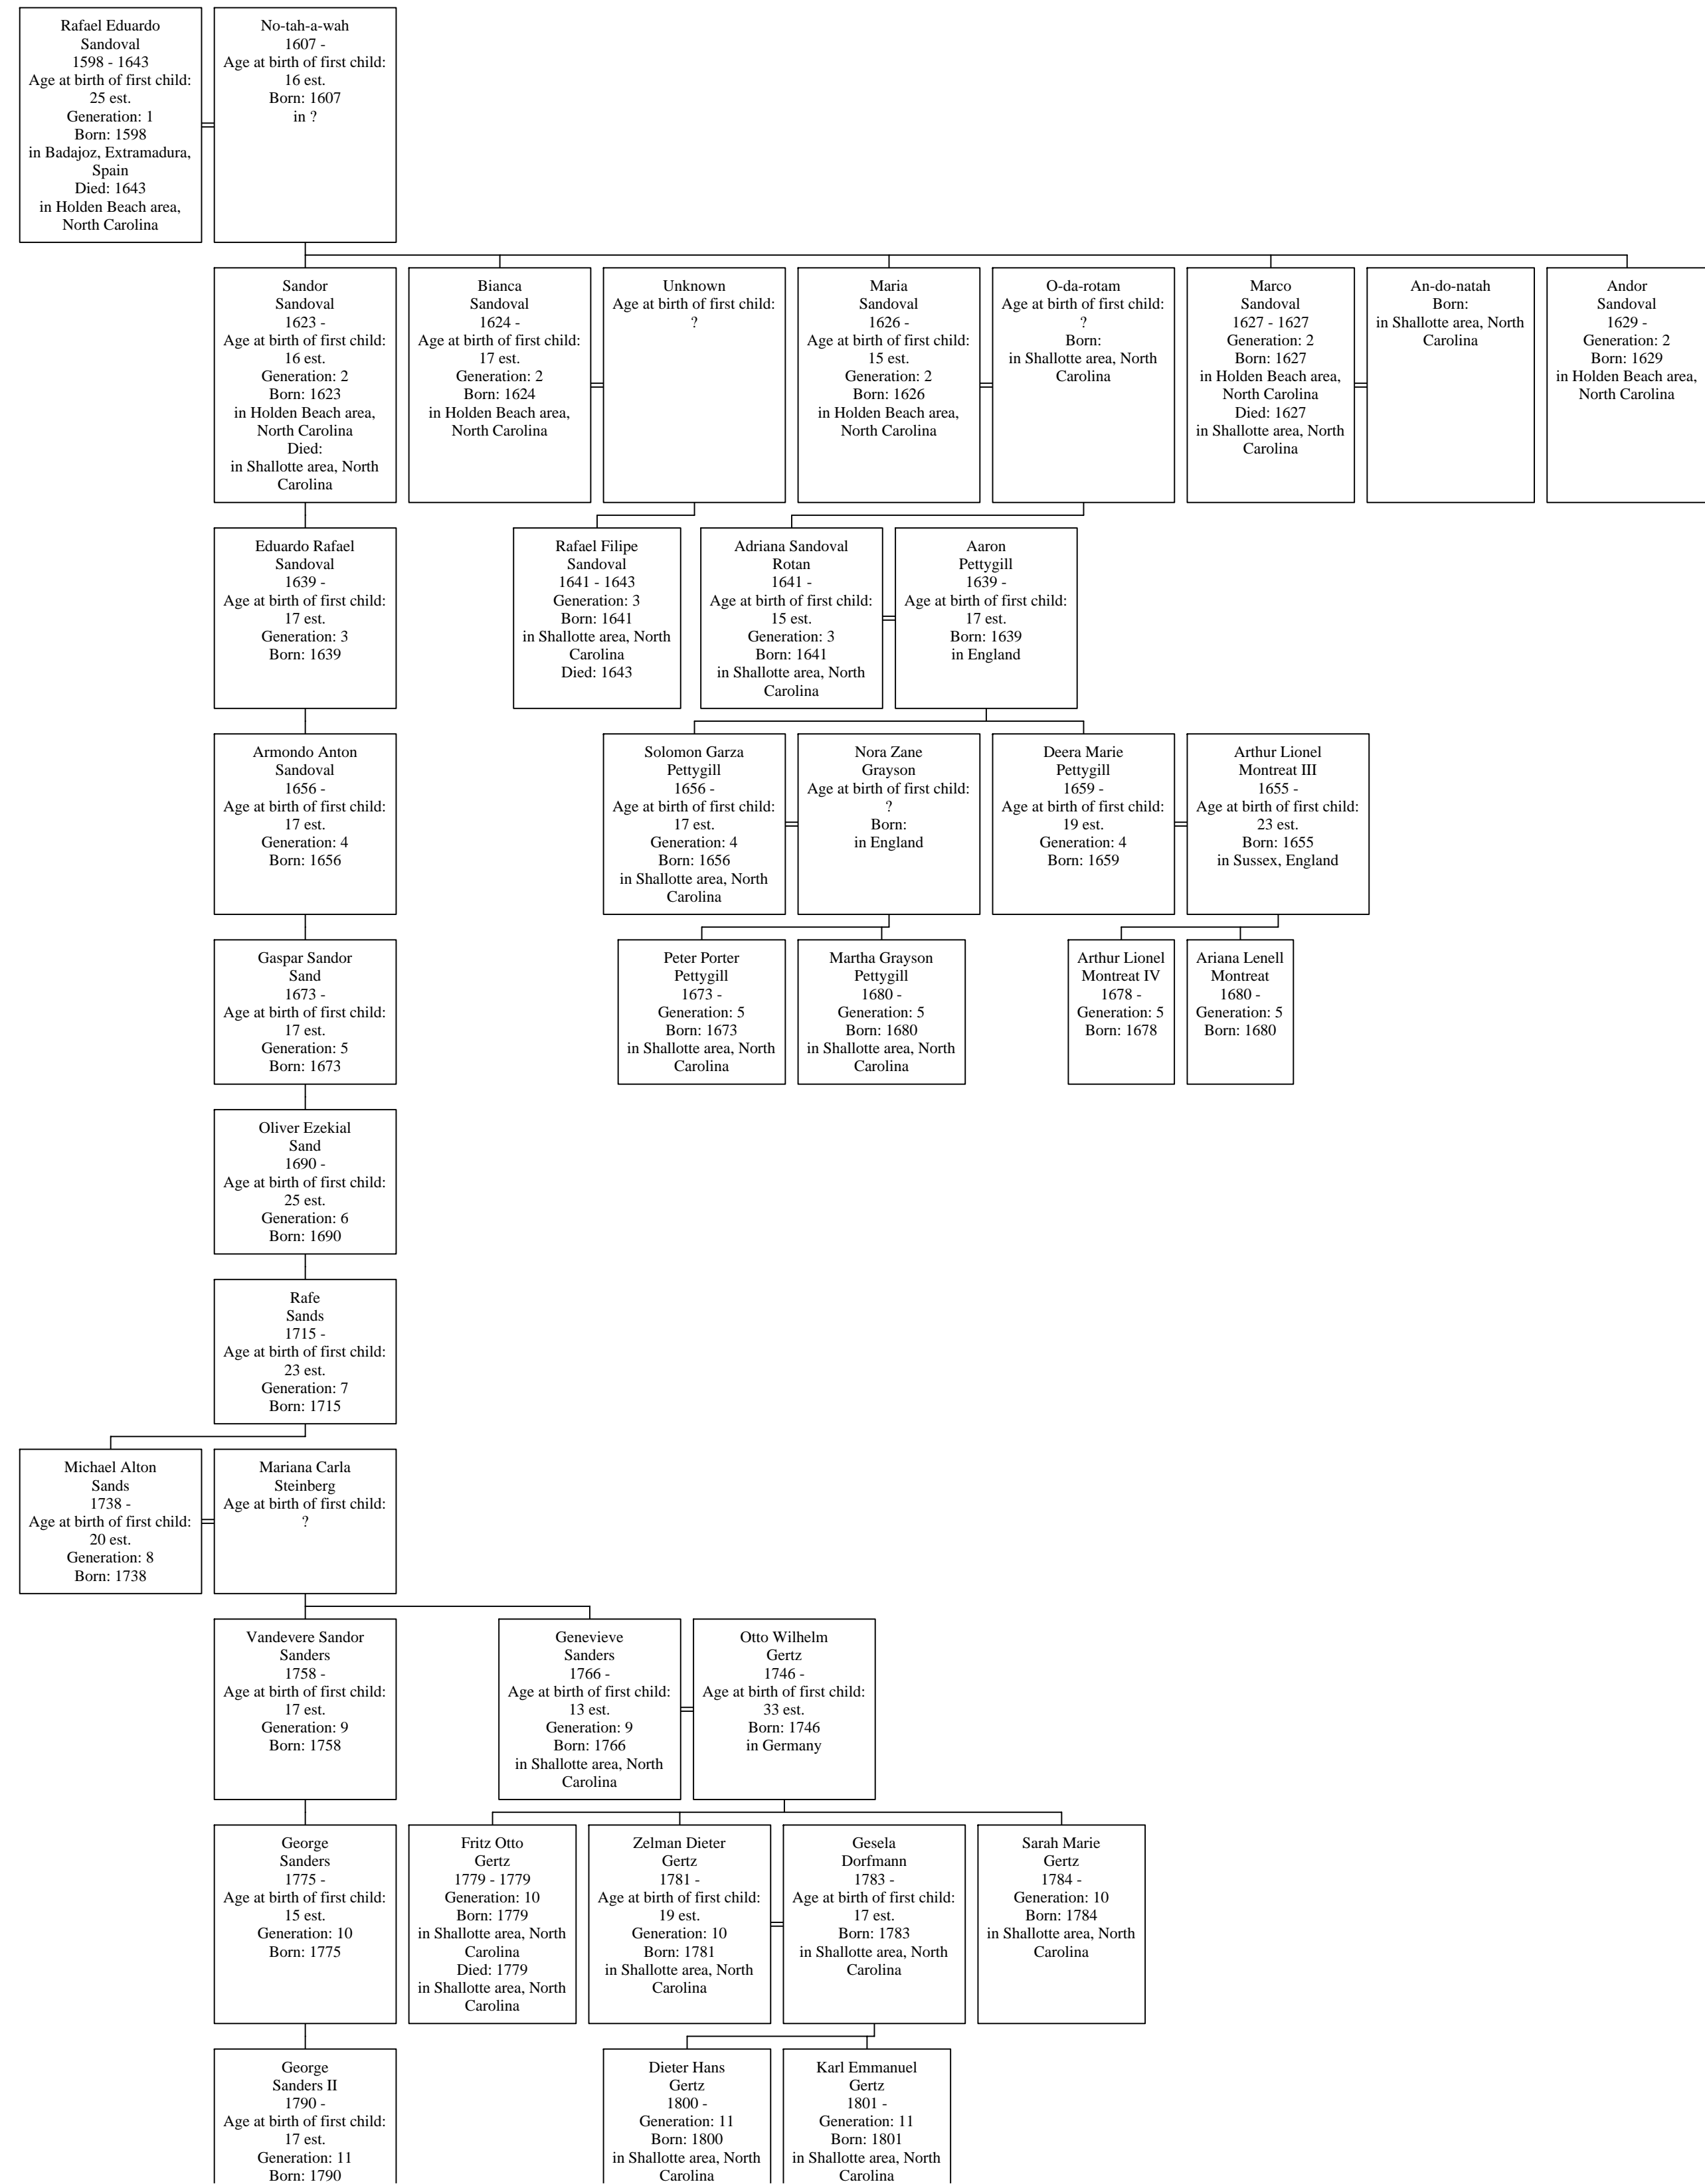 Rafael Eduardo
Sandoval
1598 - 1643
Age at birth of first child:
25 est.
Generation: 1
Born: 1598
in Badajoz, Extramadura,
Spain
Died: 1643
in Holden Beach area,
North Carolina
No-tah-a-wah
1607 -
Age at birth of first child:
16 est.
Born: 1607
in ?
Sandor
Sandoval
1623 -
Age at birth of first child:
16 est.
Generation: 2
Born: 1623
in Holden Beach area,
North Carolina
Died:
in Shallotte area, North
Carolina
Bianca
Sandoval
1624 -
Age at birth of first child:
17 est.
Generation: 2
Born: 1624
in Holden Beach area,
North Carolina
Unknown
Age at birth of first child:
?
Maria
Sandoval
1626 -
Age at birth of first child:
15 est.
Generation: 2
Born: 1626
in Holden Beach area,
North Carolina
O-da-rotam
Age at birth of first child:
?
Born:
in Shallotte area, North
Carolina
Marco
Sandoval
1627 - 1627
Generation: 2
Born: 1627
in Holden Beach area,
North Carolina
Died: 1627
in Shallotte area, North
Carolina
An-do-natah
Born:
in Shallotte area, North
Carolina
Andor
Sandoval
1629 -
Generation: 2
Born: 1629
in Holden Beach area,
North Carolina
Eduardo Rafael
Sandoval
1639 -
Age at birth of first child:
17 est.
Generation: 3
Born: 1639
Rafael Filipe
Sandoval
1641 - 1643
Generation: 3
Born: 1641
in Shallotte area, North
Carolina
Died: 1643
Adriana Sandoval
Rotan
1641 -
Age at birth of first child:
15 est.
Generation: 3
Born: 1641
in Shallotte area, North
Carolina
Aaron
Pettygill
1639 -
Age at birth of first child:
17 est.
Born: 1639
in England
Armondo Anton
Sandoval
1656 -
Age at birth of first child:
17 est.
Generation: 4
Born: 1656
Solomon Garza
Pettygill
1656 -
Age at birth of first child:
17 est.
Generation: 4
Born: 1656
in Shallotte area, North
Carolina
Nora Zane
Grayson
Age at birth of first child:
?
Born:
in England
Deera Marie
Pettygill
1659 -
Age at birth of first child:
19 est.
Generation: 4
Born: 1659
Arthur Lionel
Montreat III
1655 -
Age at birth of first child:
23 est.
Born: 1655
in Sussex, England
Gaspar Sandor
Sand
1673 -
Age at birth of first child:
17 est.
Generation: 5
Born: 1673
Peter Porter
Pettygill
1673 -
Generation: 5
Born: 1673
in Shallotte area, North
Carolina
Martha Grayson
Pettygill
1680 -
Generation: 5
Born: 1680
in Shallotte area, North
Carolina
Arthur Lionel
Montreat IV
1678 -
Generation: 5
Born: 1678
Ariana Lenell
Montreat
1680 -
Generation: 5
Born: 1680
Oliver Ezekial
Sand
1690 -
Age at birth of first child:
25 est.
Generation: 6
Born: 1690
Rafe
Sands
1715 -
Age at birth of first child:
23 est.
Generation: 7
Born: 1715
Michael Alton
Sands
1738 -
Age at birth of first child:
20 est.
Generation: 8
Born: 1738
Mariana Carla
Steinberg
Age at birth of first child:
?
Vandevere Sandor
Sanders
1758 -
Age at birth of first child:
17 est.
Generation: 9
Born: 1758
Genevieve
Sanders
1766 -
Age at birth of first child:
13 est.
Generation: 9
Born: 1766
in Shallotte area, North
Carolina
Otto Wilhelm
Gertz
1746 -
Age at birth of first child:
33 est.
Born: 1746
in Germany
George
Sanders
1775 -
Age at birth of first child:
15 est.
Generation: 10
Born: 1775
Fritz Otto
Gertz
1779 - 1779
Generation: 10
Born: 1779
in Shallotte area, North
Carolina
Died: 1779
in Shallotte area, North
Carolina
Zelman Dieter
Gertz
1781 -
Age at birth of first child:
19 est.
Generation: 10
Born: 1781
in Shallotte area, North
Carolina
Gesela
Dorfmann
1783 -
Age at birth of first child:
17 est.
Born: 1783
in Shallotte area, North
Carolina
Sarah Marie
Gertz
1784 -
Generation: 10
Born: 1784
in Shallotte area, North
Carolina
George
Sanders II
1790 -
Age at birth of first child:
17 est.
Generation: 11
Born: 1790
Dieter Hans
Gertz
1800 -
Generation: 11
Born: 1800
in Shallotte area, North
Carolina
Karl Emmanuel
Gertz
1801 -
Generation: 11
Born: 1801
in Shallotte area, North
Carolina